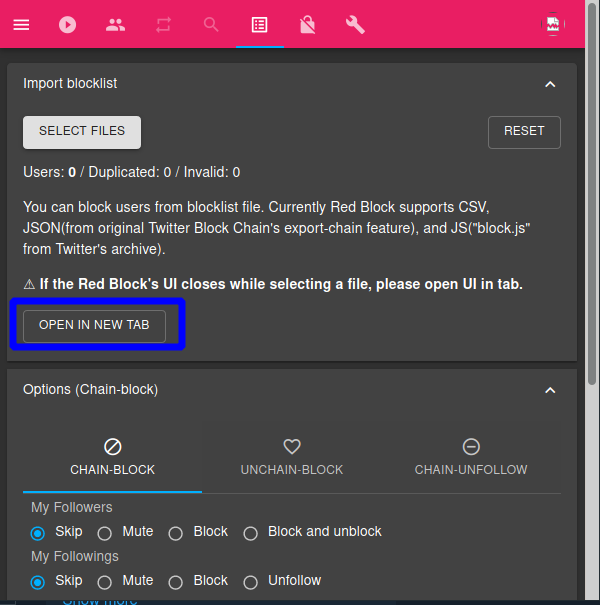 Import blocklist
SELECT FILES
RESET
Users: 0 / Duplicated: 0 / Invalid: 0
You can block users from blocklist file. Currently Red Block supports CSV,
JSON(from original Twitter Block Chain's export-chain feature), and JS("block.js"
from Twitter's archive).
⚠ If the Red Block's UI closes while selecting a file, please open UI in tab.
OPEN IN NEW TAB
Options (Chain-block)
CHAIN-BLOCK
UNCHAIN-BLOCK
CHAIN-UNFOLLOW
My Followers
Skip Mute Block Block and unblock
My Followings
Skip Mute Block Unfollow
Show more